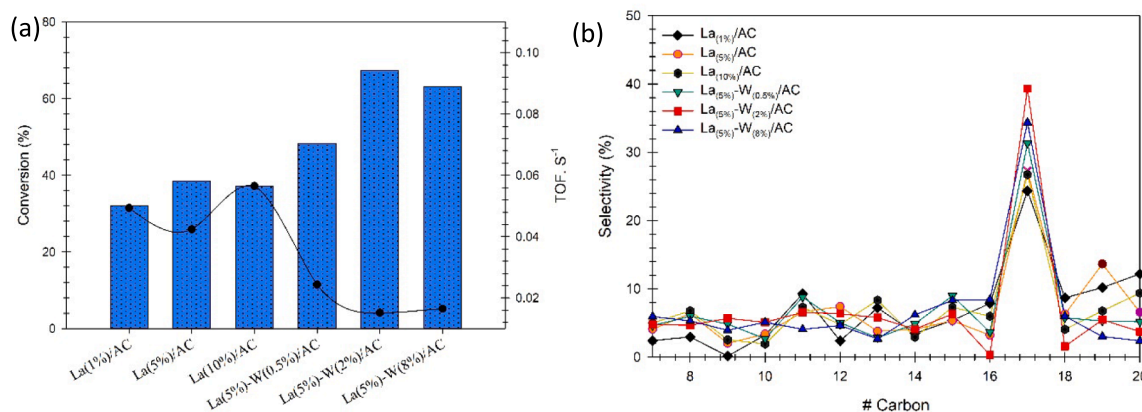 (a)
80
60
40
20
0
Conversion (%)
0.10
0.08
0.06
0.04
0.02
TOF. S⁻¹
La(1%)/AC
La(5%)/AC
La(10%)/AC
La(5%)-W(0.5%)/AC
La(5%)-W(2%)/AC
La(5%)-W(8%)/AC
(b)
50
40
30
20
10
0
Selectivity (%)
La(1%)/AC
La(5%)/AC
La(10%)/AC
La(5%)-W(0.5%)/AC
La(5%)-W(2%)/AC
La(5%)-W(8%)/AC
8 10 12 14 16 18 20
# Carbon